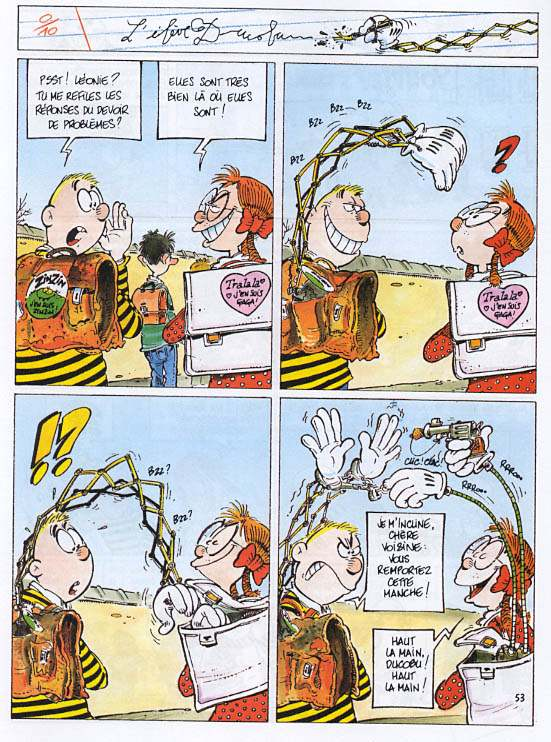 0/10
L'élève Ducobu
PSST ! LÉONIE ?
TU ME REFILES LES
RÉPONSES DU DEVOIR
DE PROBLÈMES ?
ELLES SONT TRÈS
BIEN LÀ OÙ ELLES
SONT !
ZINZIN
J'EN SUIS
ZINZIN
Tralala
J'EN SUIS
GAGA !
BZZ
BZZ
BZZ
BZZ
?
Tralala
J'EN SUIS
GAGA !
!?
BZZ ?
BZZ ?
CLIC ! CLAC !
RRROO...
RRROO...
JE M'INCLINE,
CHÈRE
VOISINE :
VOUS
REMPORTEZ
CETTE
MANCHE !
HAUT
LA MAIN,
DUCOBU !
HAUT
LA MAIN !
53